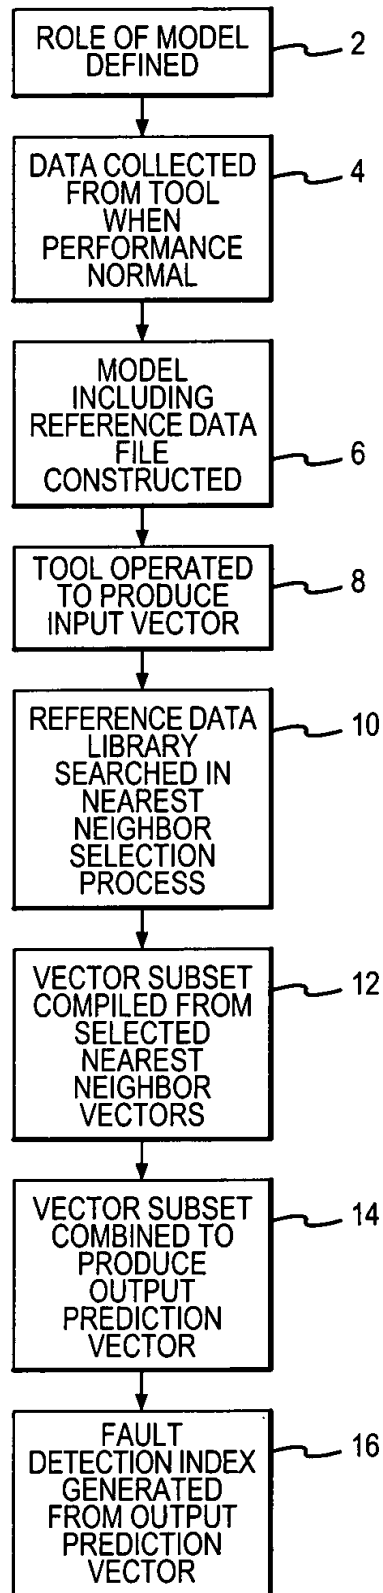 ROLE OF MODEL
DEFINED
2
DATA COLLECTED
FROM TOOL
WHEN
PERFORMANCE
NORMAL
4
MODEL
INCLUDING
REFERENCE DATA
FILE
CONSTRUCTED
6
TOOL OPERATED
TO PRODUCE
INPUT VECTOR
8
REFERENCE DATA
LIBRARY
SEARCHED IN
NEAREST
NEIGHBOR
SELECTION
PROCESS
10
VECTOR SUBSET
COMPILED FROM
SELECTED
NEAREST
NEIGHBOR
VECTORS
12
VECTOR SUBSET
COMBINED TO
PRODUCE
OUTPUT
PREDICTION
VECTOR
14
FAULT
DETECTION INDEX
GENERATED
FROM OUTPUT
PREDICTION
VECTOR
16